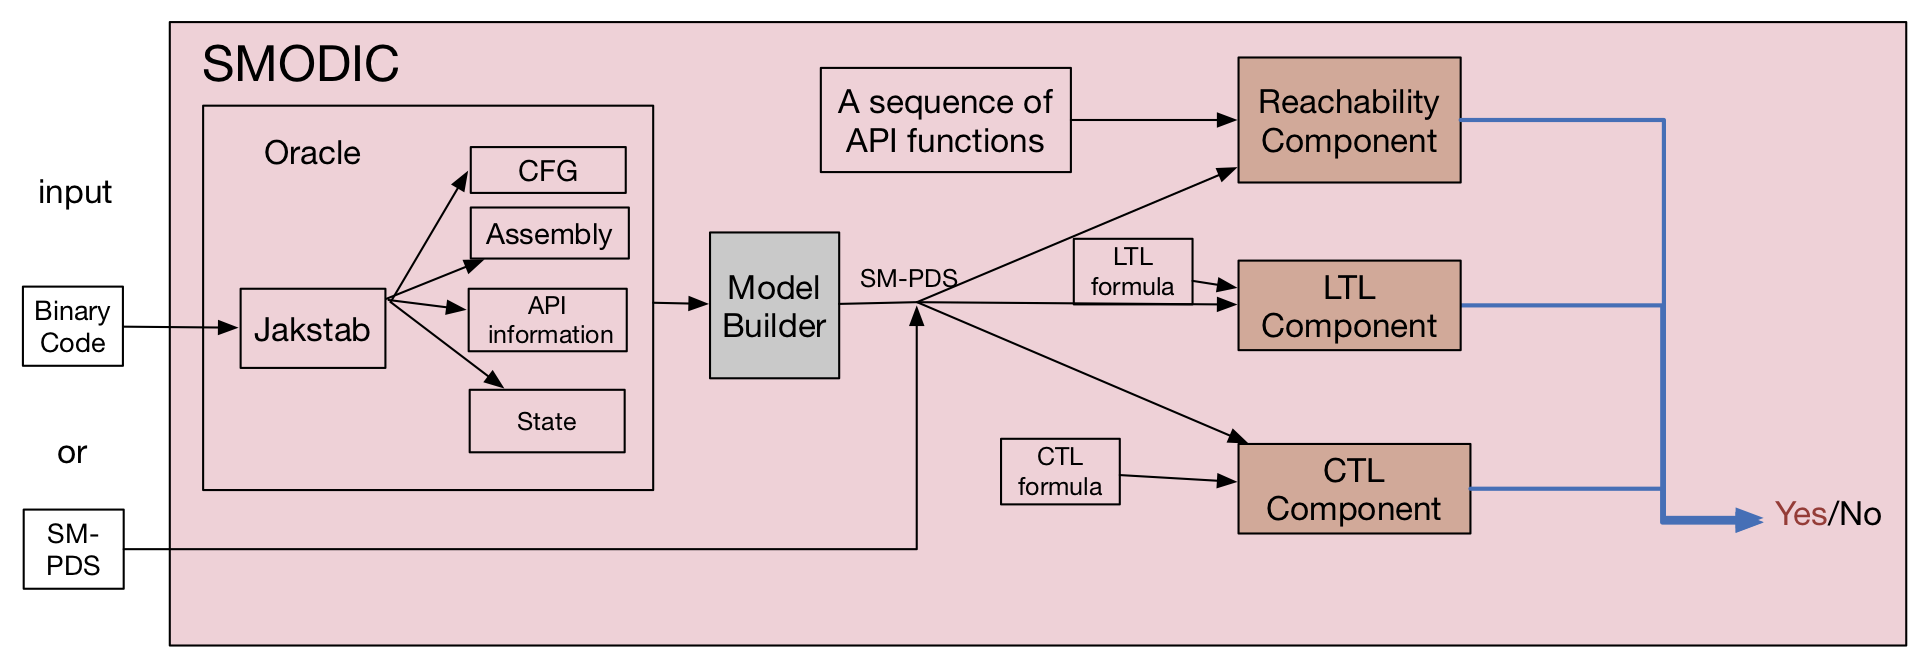 SMODIC
input
Binary
Code
or
SM-
PDS
Oracle
Jakstab
CFG
Assembly
API
information
State
Model
Builder
SM-PDS
A sequence of
API functions
LTL
formula
CTL
formula
Reachability
Component
LTL
Component
CTL
Component
Yes/No